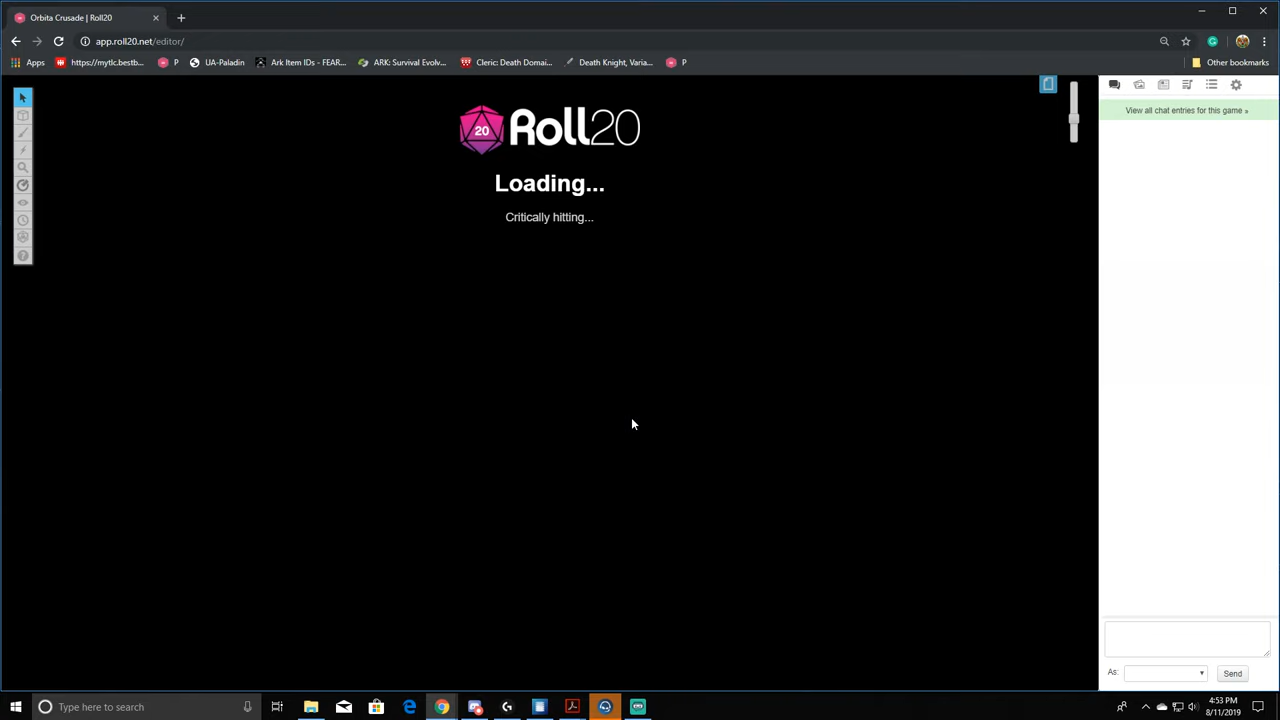 Orbita Crusade | Roll20
app.roll20.net/editor/
Apps
https://mytlc.bestb...
P
UA-Paladin
Ark Item IDs - FEAR...
ARK: Survival Evolv...
Cleric: Death Domai...
Death Knight, Varia...
P
Other bookmarks
20 Roll20
Loading...
Critically hitting...
View all chat entries for this game »
As:
Send
Type here to search
4:53 PM
8/11/2019